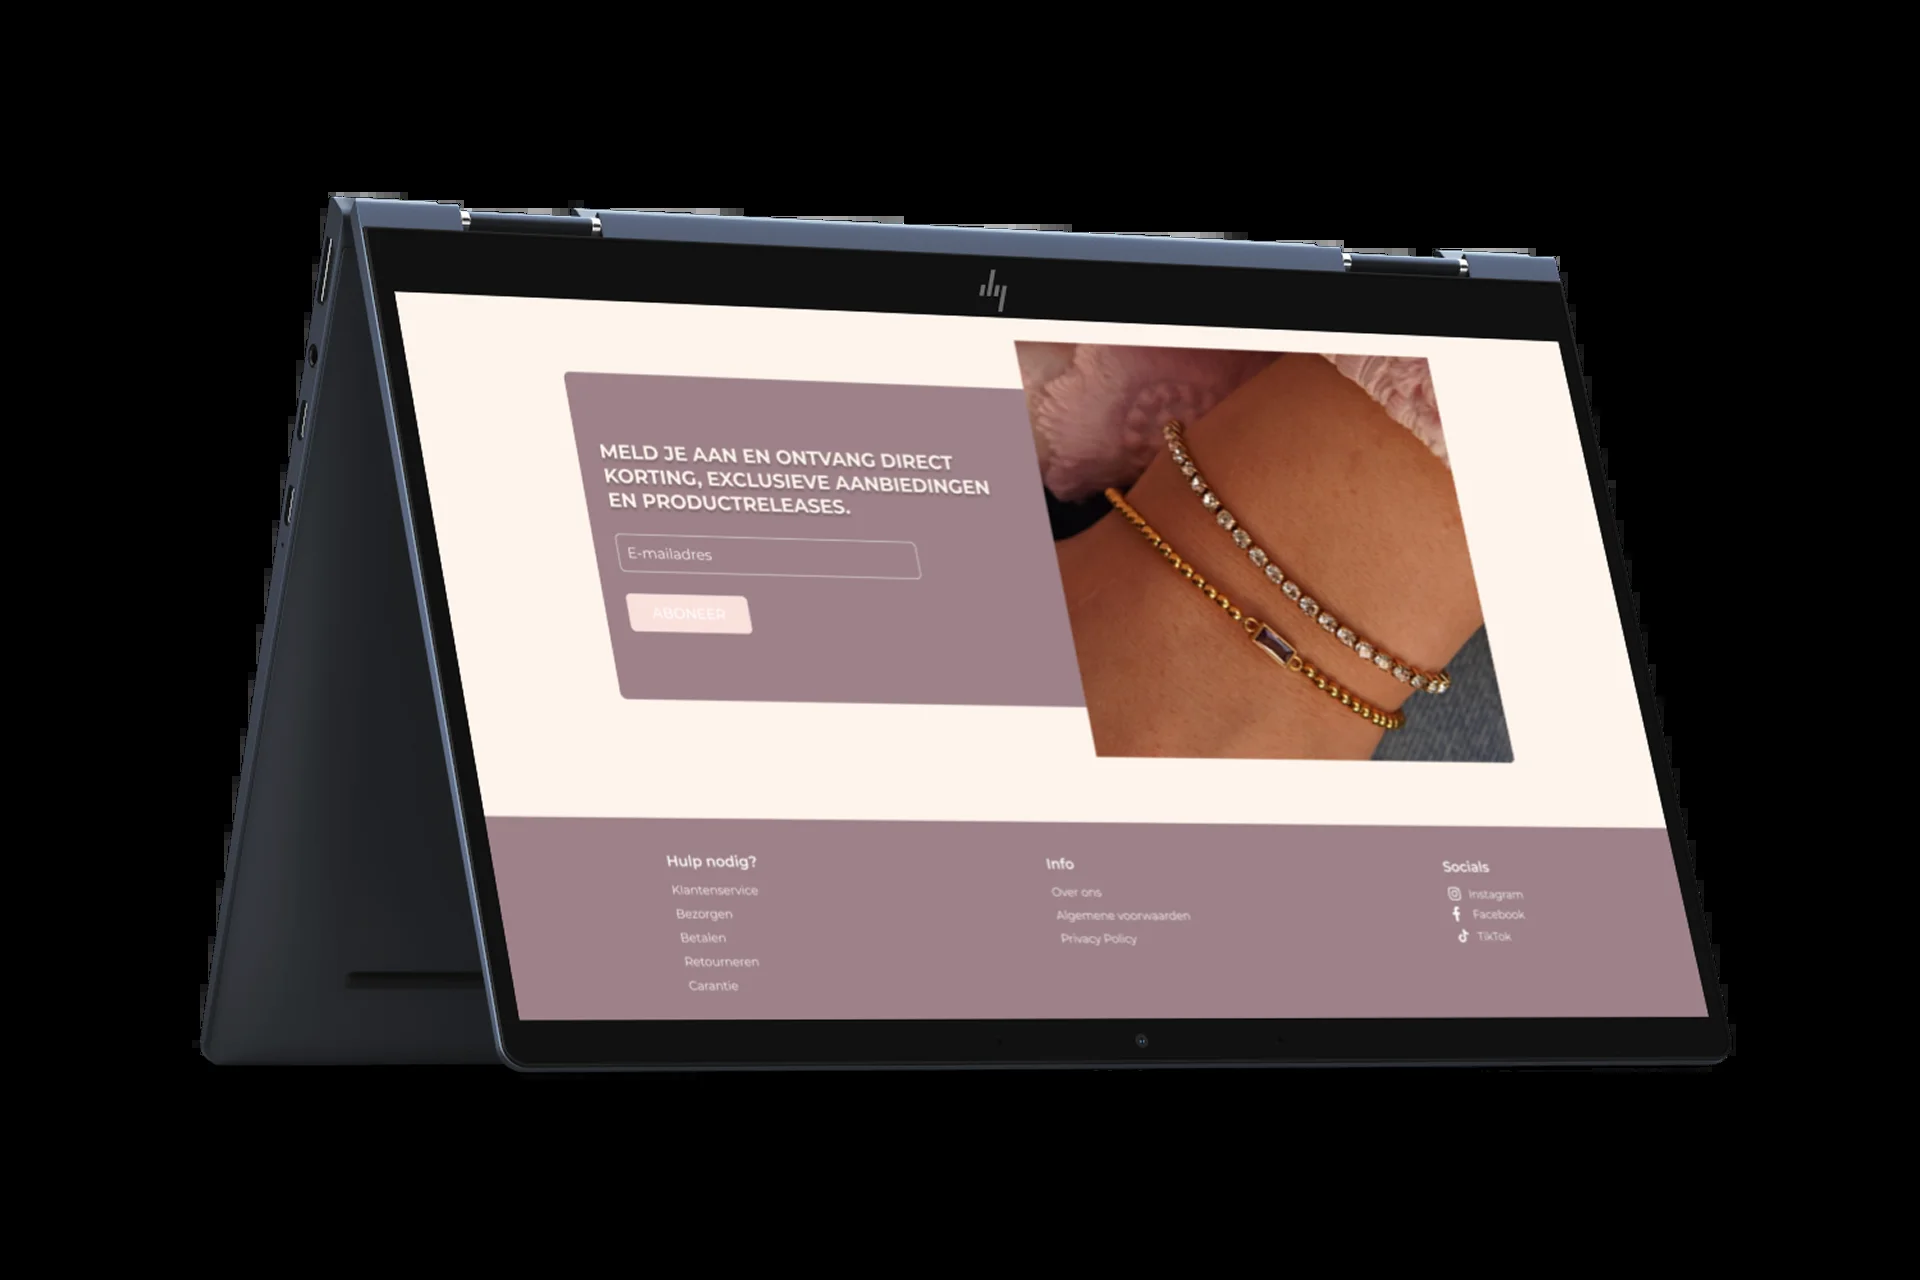 MELD JE AAN EN ONTVANG DIRECT
KORTING, EXCLUSIEVE AANBIEDINGEN
EN PRODUCTRELEASES.
E-mailadres
ABONEER
Hulp nodig?
Klantenservice
Bezorgen
Betalen
Retourneren
Carantie
Info
Over ons
Algemene voorwaarden
Privacy Policy
Socials
Instagram
Facebook
TikTok